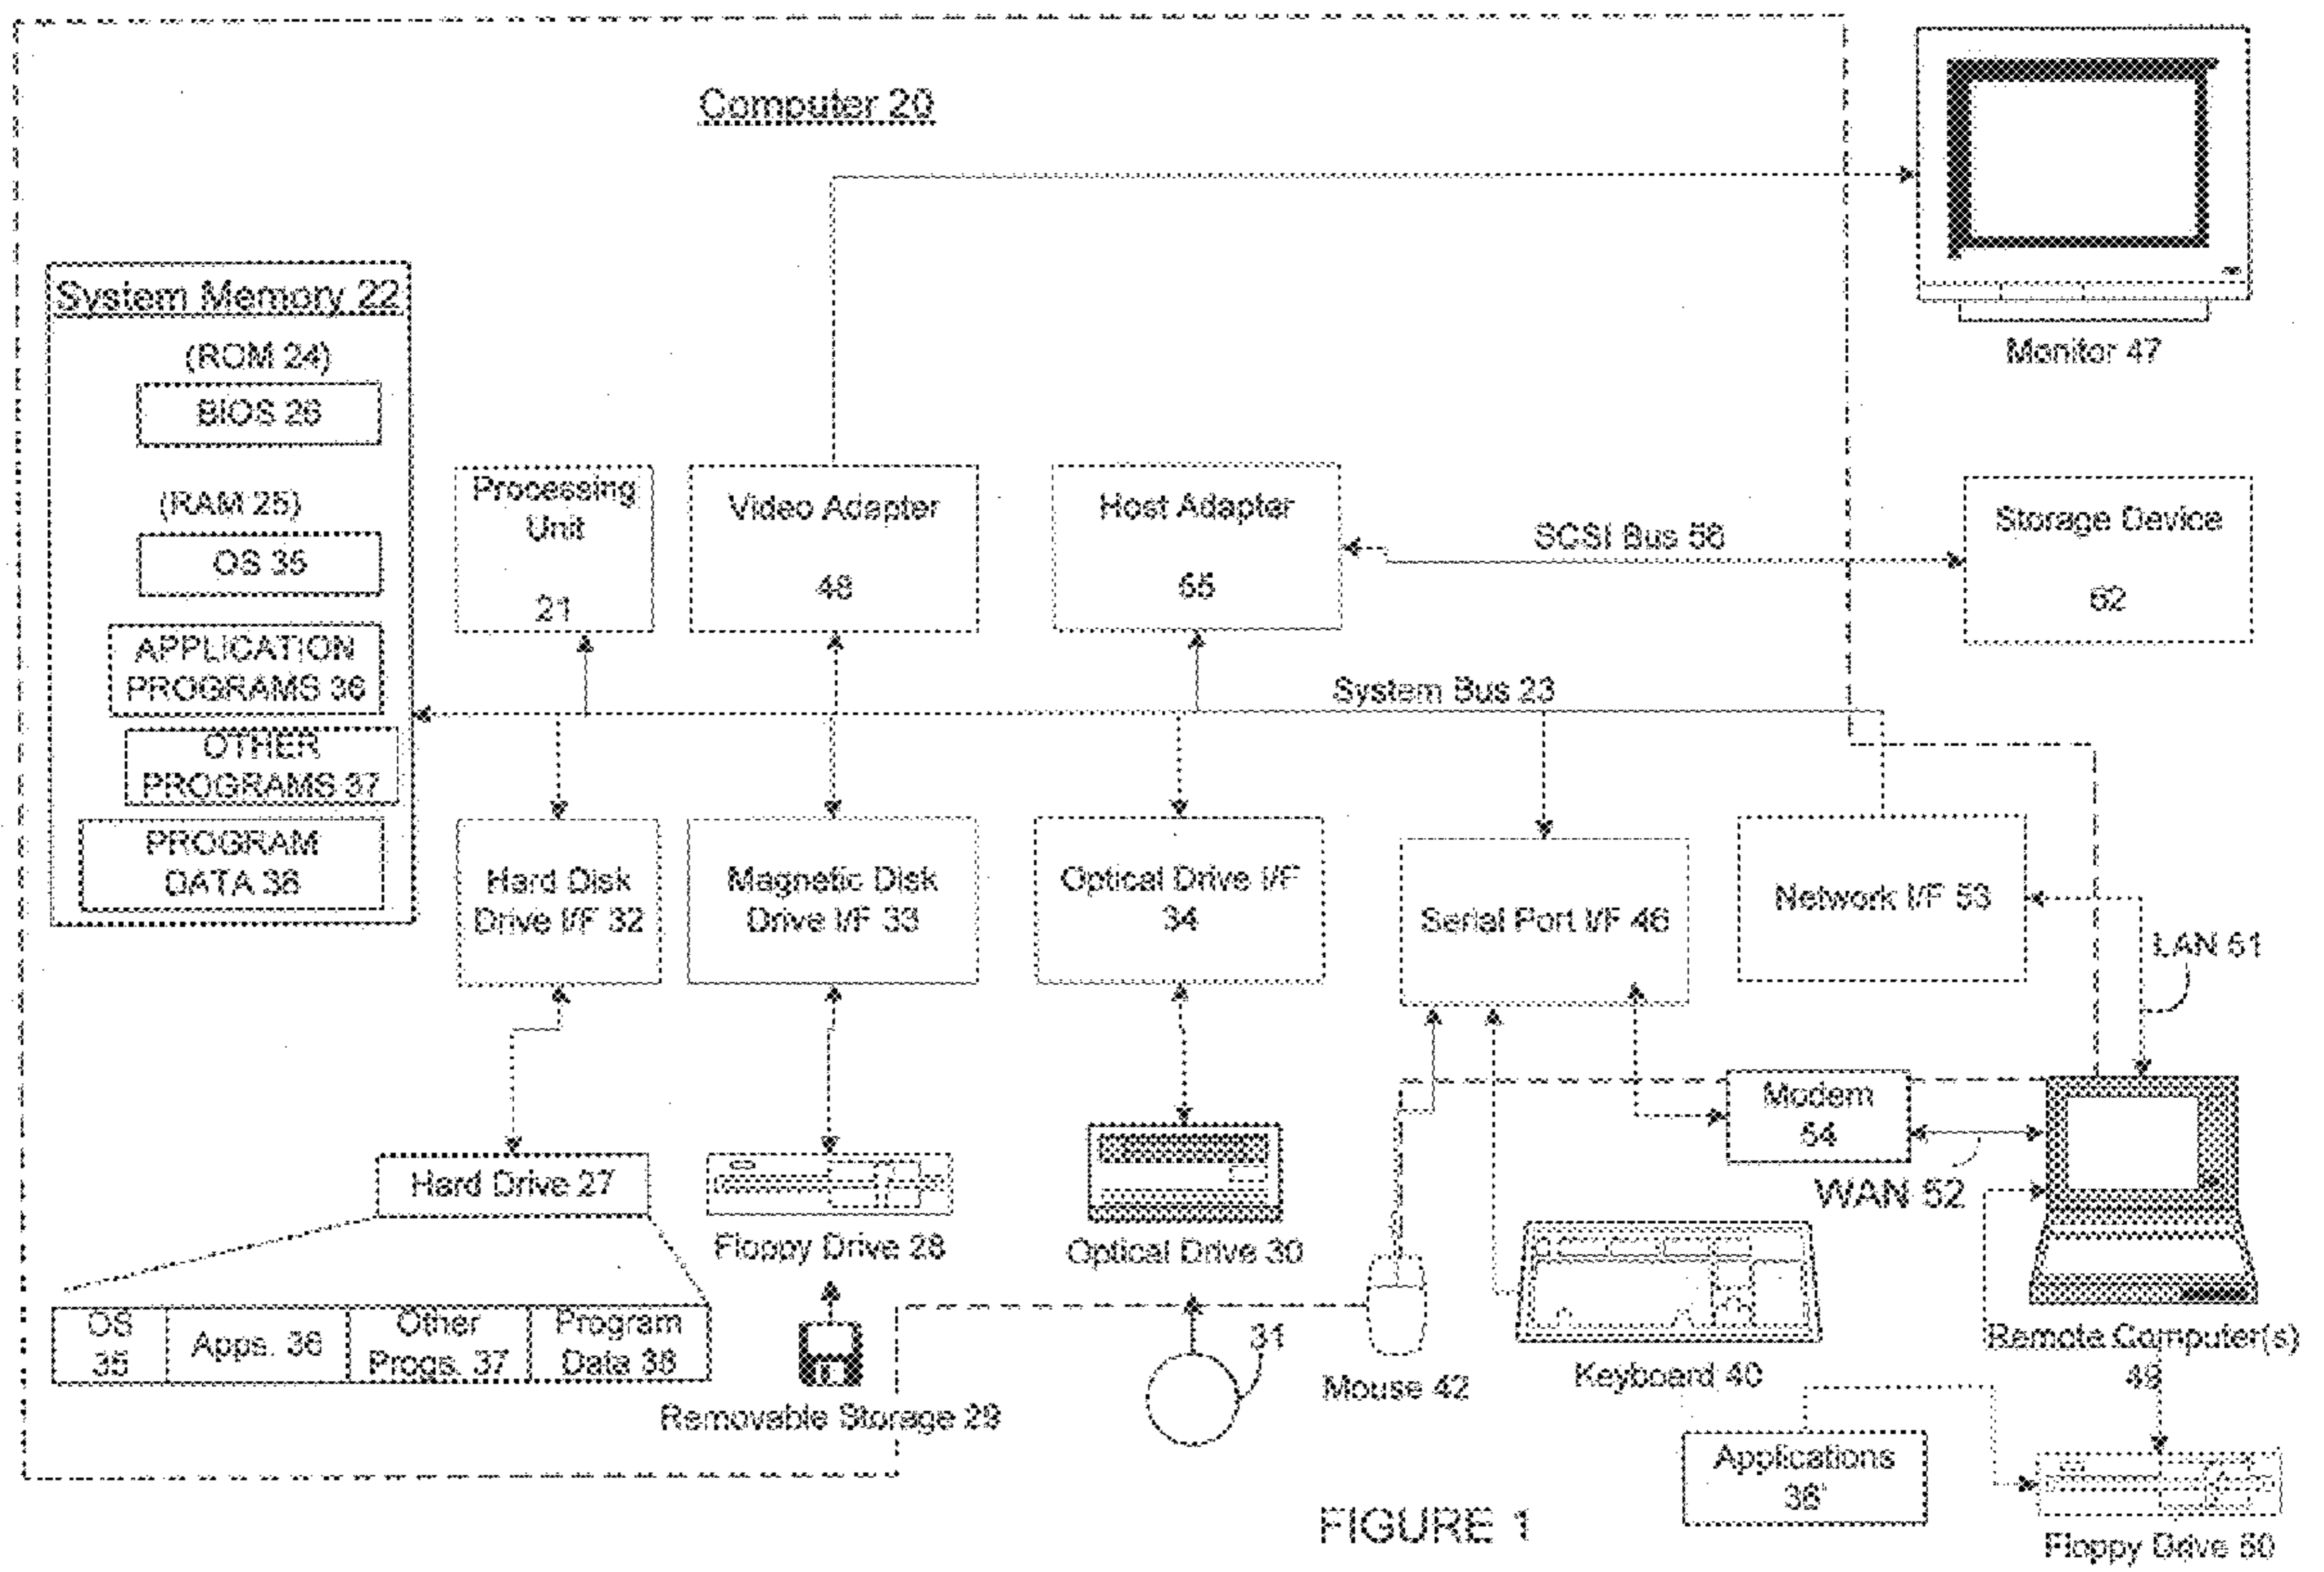 Computer 20
System Memory 22
(ROM 24)
BIOS 26
(RAM 25)
OS 35
APPLICATION
PROGRAMS 36
OTHER
PROGRAMS 37
PROGRAM
DATA 38
Processing
Unit
21
Video Adapter
48
Host Adapter
55
SCSI Bus 56
Storage Device
62
Monitor 47
System Bus 23
Hard Disk
Drive I/F 32
Magnetic Disk
Drive I/F 33
Optical Drive I/F
34
Serial Port I/F 46
Network I/F 53
LAN 51
Modem
54
WAN 52
Hard Drive 27
Floppy Drive 28
Optical Drive 30
OS
35
Apps. 36
Other
Progs. 37
Program
Data 38
Removable Storage 29
31
Mouse 42
Keyboard 40
Remote Computer(s)
49
Applications
36'
Floppy Drive 50
FIGURE 1